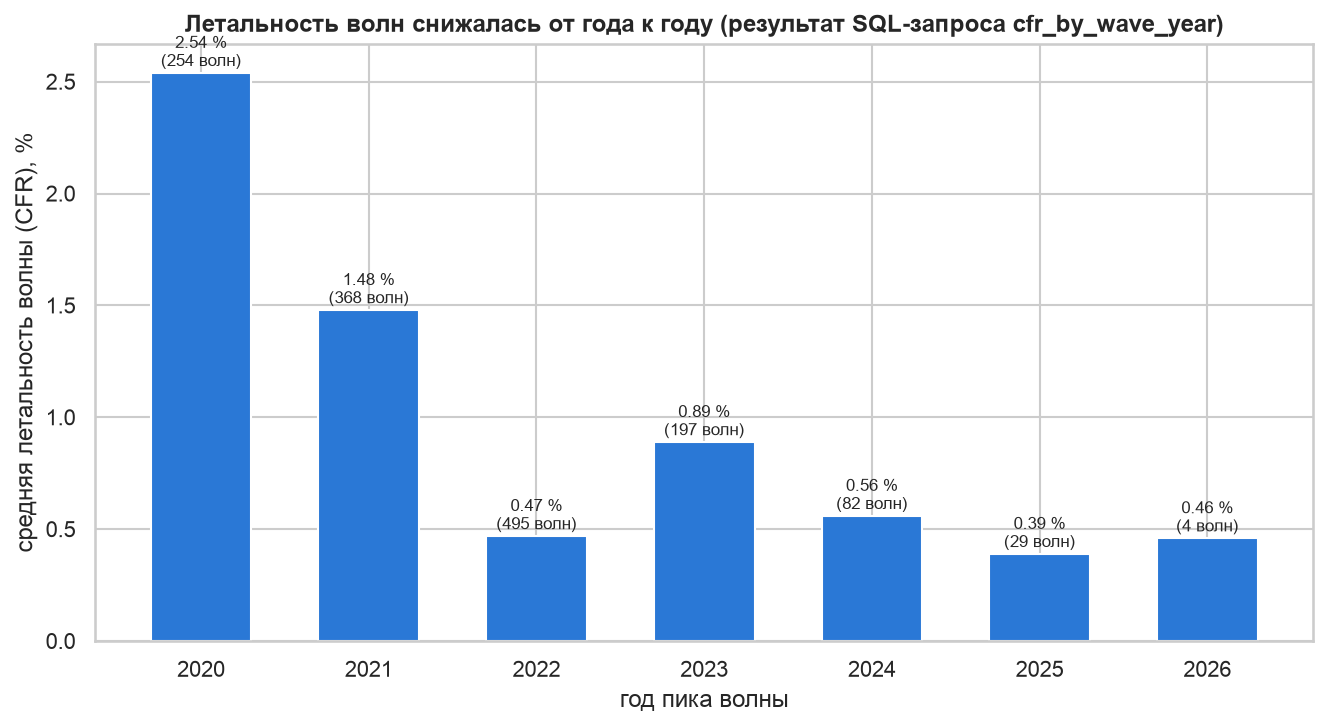 Летальность волн снижалась от года к году (результат SQL-запроса cfr_by_wave_year)
средняя летальность волны (CFR), %
2.5
2.0
1.5
1.0
0.5
0.0
2.54 %
(254 волн)
1.48 %
(368 волн)
0.47 %
(495 волн)
0.89 %
(197 волн)
0.56 %
(82 волн)
0.39 %
(29 волн)
0.46 %
(4 волн)
2020
2021
2022
2023
2024
2025
2026
год пика волны